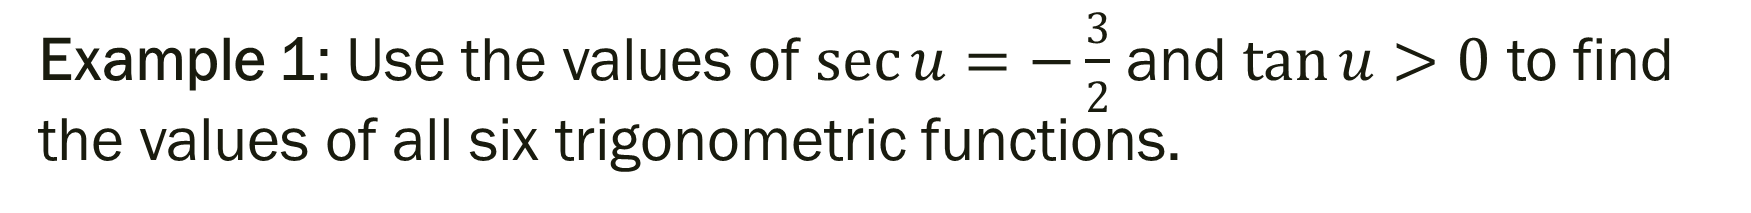 Example 1: Use the values of sec u = −3/2 and tan u > 0 to find
the values of all six trigonometric functions.